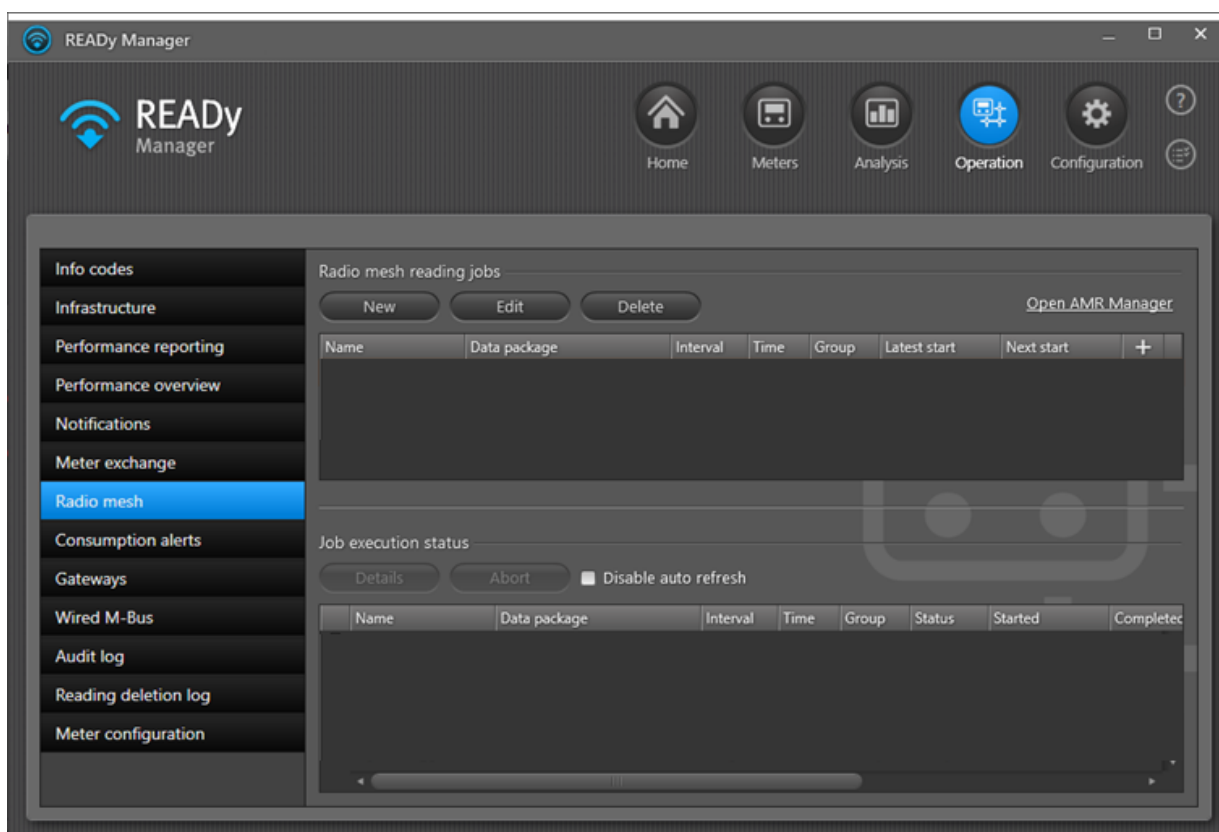 READy Manager
READy
Manager
Home Meters Analysis Operation Configuration
Info codes
Infrastructure
Performance reporting
Performance overview
Notifications
Meter exchange
Radio mesh
Consumption alerts
Gateways
Wired M-Bus
Audit log
Reading deletion log
Meter configuration
Radio mesh reading jobs
New Edit Delete Open AMR Manager
Name Data package Interval Time Group Latest start Next start +
Job execution status
Details Abort Disable auto refresh
Name Data package Interval Time Group Status Started Completed